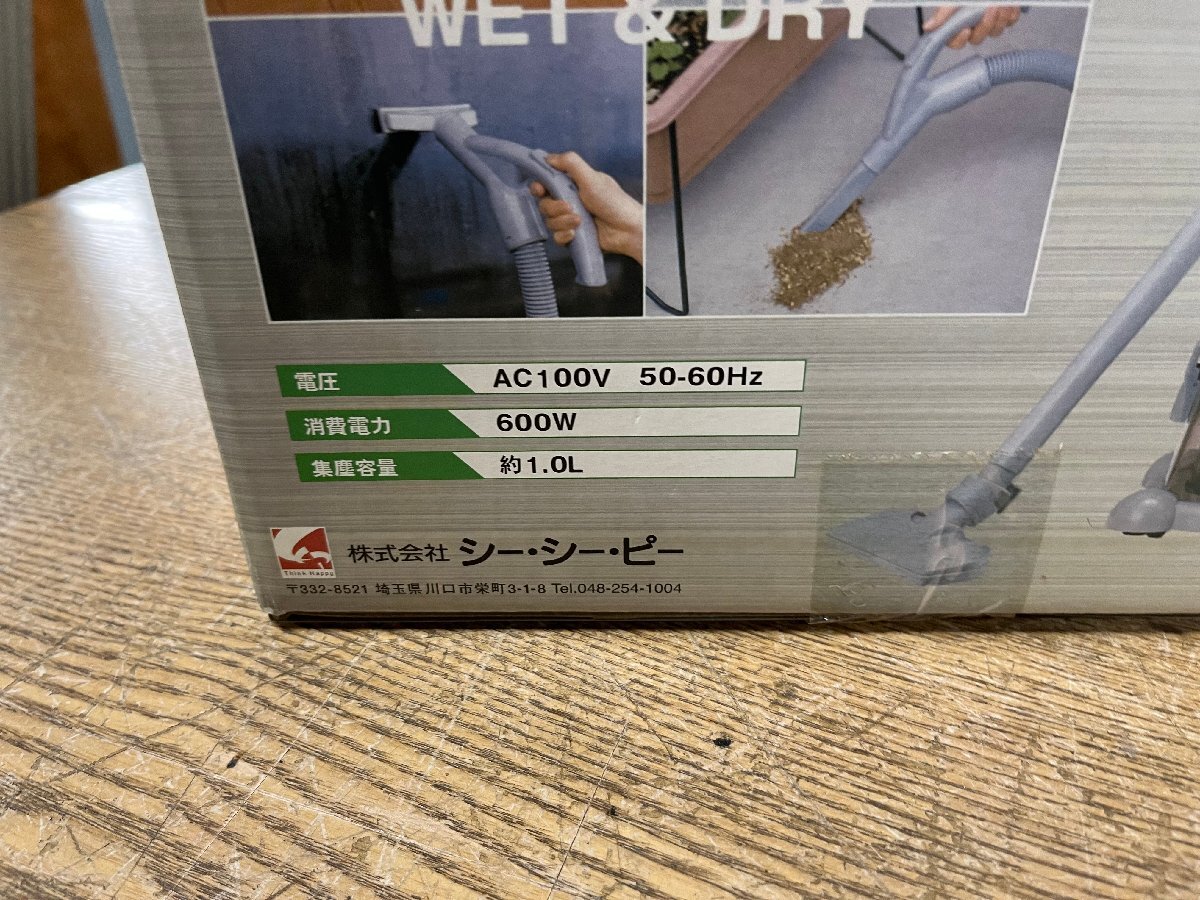 WET & DRY
電圧 AC100V 50-60Hz
消費電力 600W
集塵容量 約1.0L
Think Happy
株式会社 シー・シー・ピー
〒332-8521 埼玉県川口市栄町3-1-8 Tel.048-254-1004